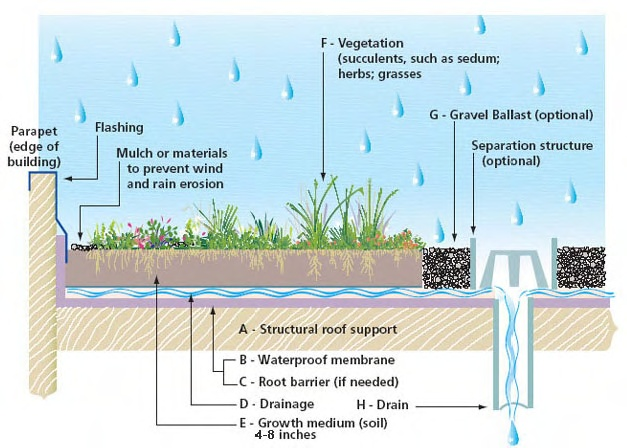 F - Vegetation
(succulents, such as sedum;
herbs; grasses
G - Gravel Ballast (optional)
Parapet
(edge of
building)
Flashing
Mulch or materials
to prevent wind
and rain erosion
Separation structure
(optional)
A - Structural roof support
B - Waterproof membrane
C - Root barrier (if needed)
D - Drainage
H - Drain
E - Growth medium (soil)
4-8 inches